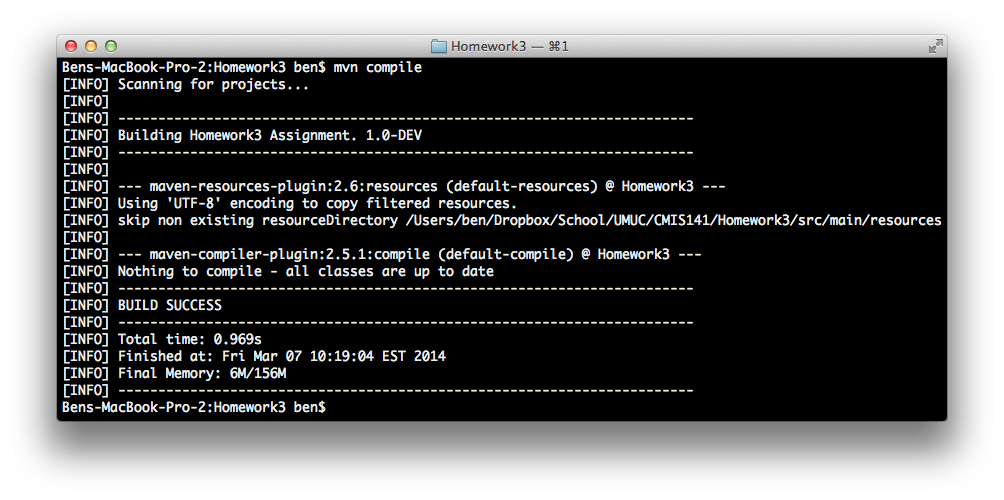 Homework3 — ⌘1
Bens-MacBook-Pro-2:Homework3 ben$ mvn compile
[INFO] Scanning for projects...
[INFO]
[INFO] ------------------------------------------------------------------------
[INFO] Building Homework3 Assignment. 1.0-DEV
[INFO] ------------------------------------------------------------------------
[INFO]
[INFO] --- maven-resources-plugin:2.6:resources (default-resources) @ Homework3 ---
[INFO] Using 'UTF-8' encoding to copy filtered resources.
[INFO] skip non existing resourceDirectory /Users/ben/Dropbox/School/UMUC/CMIS141/Homework3/src/main/resources
[INFO]
[INFO] --- maven-compiler-plugin:2.5.1:compile (default-compile) @ Homework3 ---
[INFO] Nothing to compile - all classes are up to date
[INFO] ------------------------------------------------------------------------
[INFO] BUILD SUCCESS
[INFO] ------------------------------------------------------------------------
[INFO] Total time: 0.969s
[INFO] Finished at: Fri Mar 07 10:19:04 EST 2014
[INFO] Final Memory: 6M/156M
[INFO] ------------------------------------------------------------------------
Bens-MacBook-Pro-2:Homework3 ben$